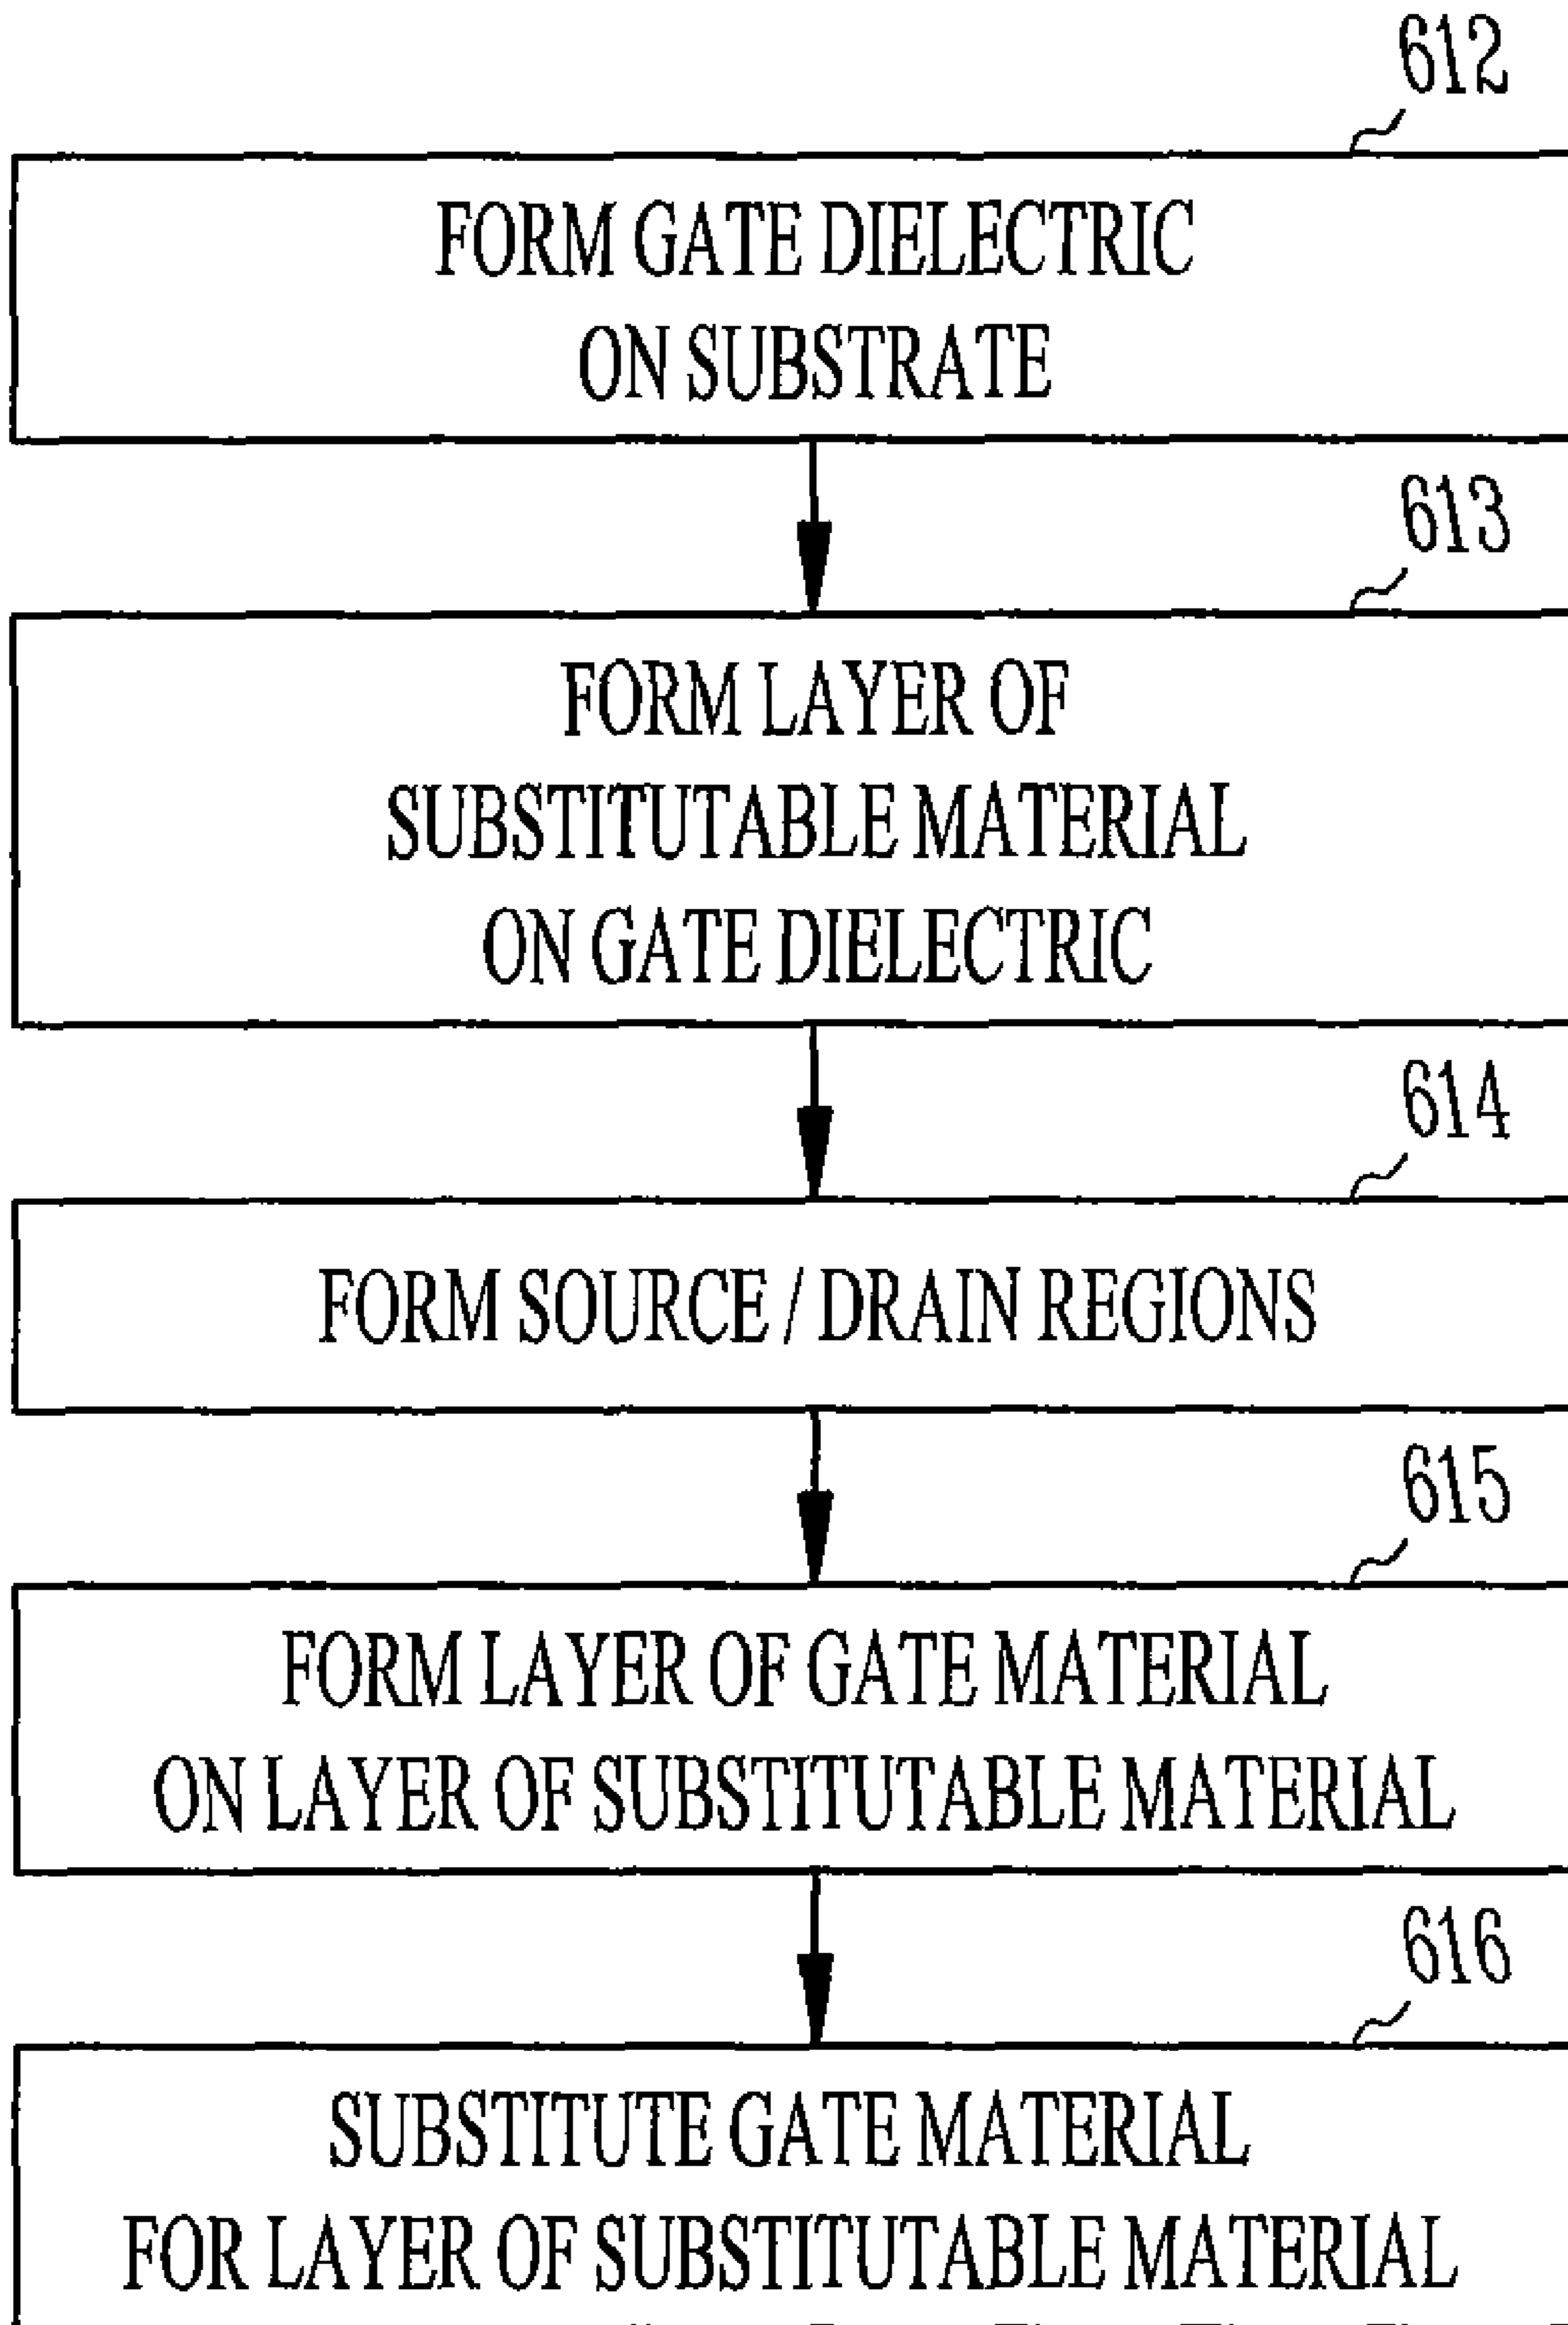 612
FORM GATE DIELECTRIC
ON SUBSTRATE
613
FORM LAYER OF
SUBSTITUTABLE MATERIAL
ON GATE DIELECTRIC
614
FORM SOURCE / DRAIN REGIONS
615
FORM LAYER OF GATE MATERIAL
ON LAYER OF SUBSTITUTABLE MATERIAL
616
SUBSTITUTE GATE MATERIAL
FOR LAYER OF SUBSTITUTABLE MATERIAL